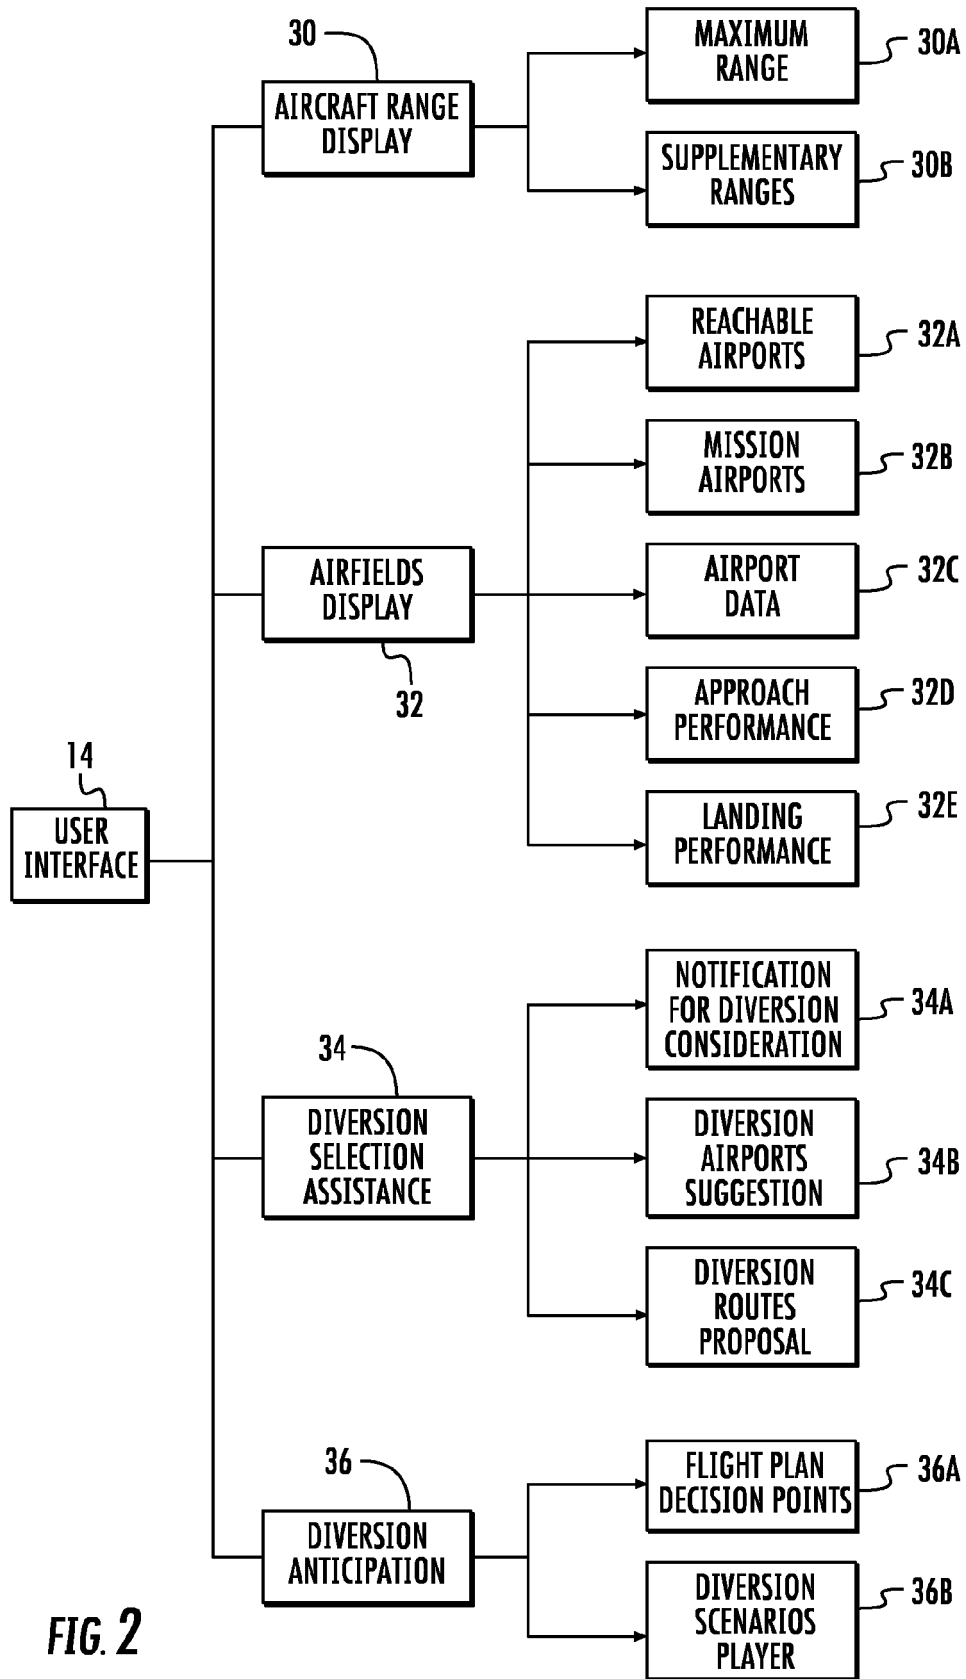 30
AIRCRAFT RANGE
DISPLAY
MAXIMUM
RANGE
30A
SUPPLEMENTARY
RANGES
30B
AIRFIELDS
DISPLAY
32
REACHABLE
AIRPORTS
32A
MISSION
AIRPORTS
32B
AIRPORT
DATA
32C
APPROACH
PERFORMANCE
32D
LANDING
PERFORMANCE
32E
14
USER
INTERFACE
34
DIVERSION
SELECTION
ASSISTANCE
NOTIFICATION
FOR DIVERSION
CONSIDERATION
34A
DIVERSION
AIRPORTS
SUGGESTION
34B
DIVERSION
ROUTES
PROPOSAL
34C
36
DIVERSION
ANTICIPATION
FLIGHT PLAN
DECISION POINTS
36A
DIVERSION
SCENARIOS
PLAYER
36B
FIG. 2